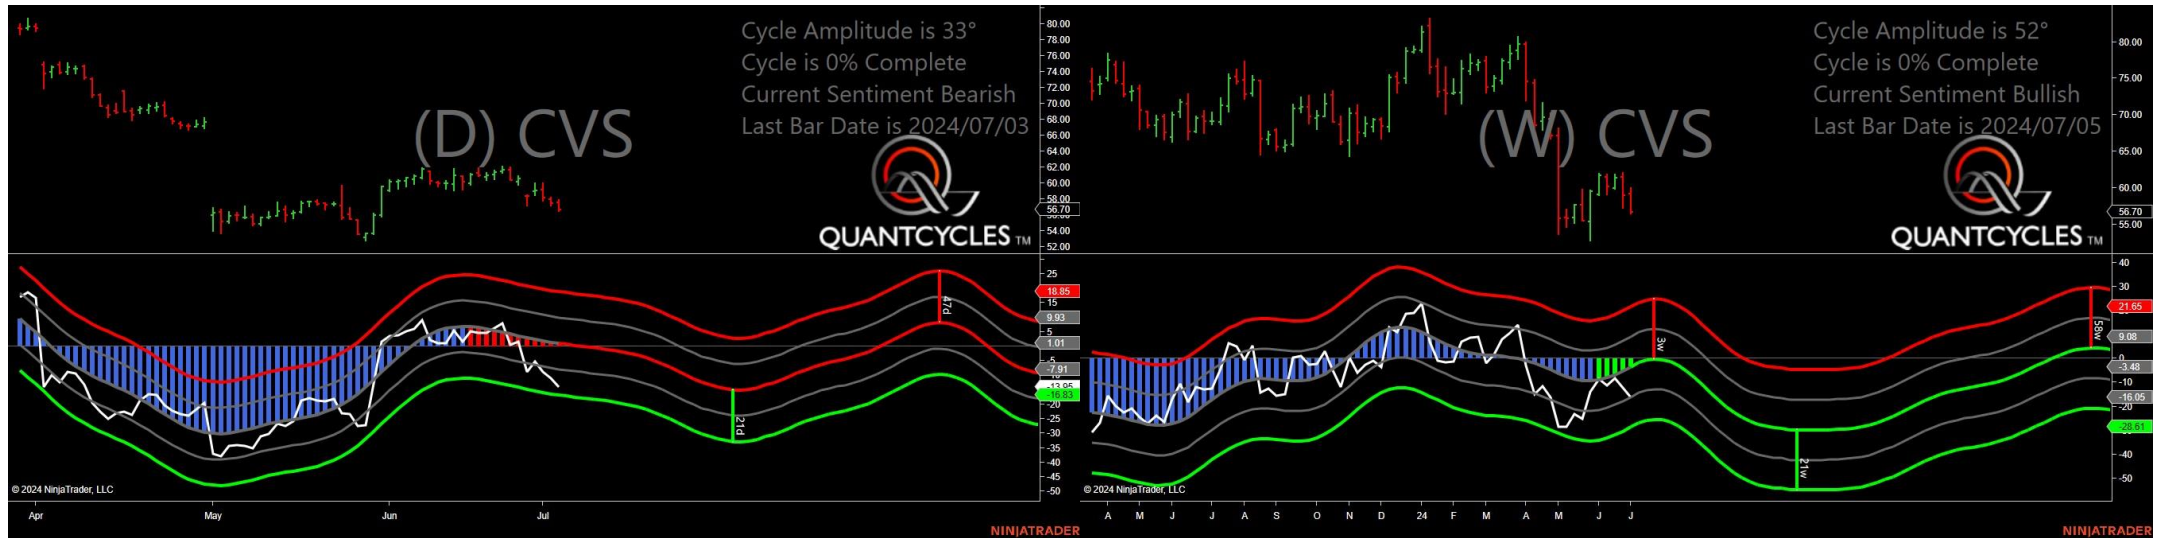 Cycle Amplitude is 33°
Cycle is 0% Complete
Current Sentiment Bearish
Last Bar Date is 2024/07/03
(D) CVS
QUANTCYCLES TM
80.00
78.00
76.00
74.00
72.00
70.00
68.00
66.00
64.00
62.00
60.00
58.00
56.70
54.00
52.00
25
18.85
15
9.93
5
1.01
-5
-7.91
-13.95
-16.83
-20
-25
-30
-35
-40
-45
-50
47d
21d
© 2024 NinjaTrader, LLC
Apr May Jun Jul
NINJATRADER
Cycle Amplitude is 52°
Cycle is 0% Complete
Current Sentiment Bullish
Last Bar Date is 2024/07/05
(W) CVS
QUANTCYCLES TM
80.00
75.00
70.00
65.00
60.00
56.70
55.00
40
30
21.65
9.08
0
-3.48
-10
-16.05
-20
-28.61
-40
-50
3w
21w
58w
© 2024 NinjaTrader, LLC
A M J J A S O N D 24 F M A M J J
NINJATRADER